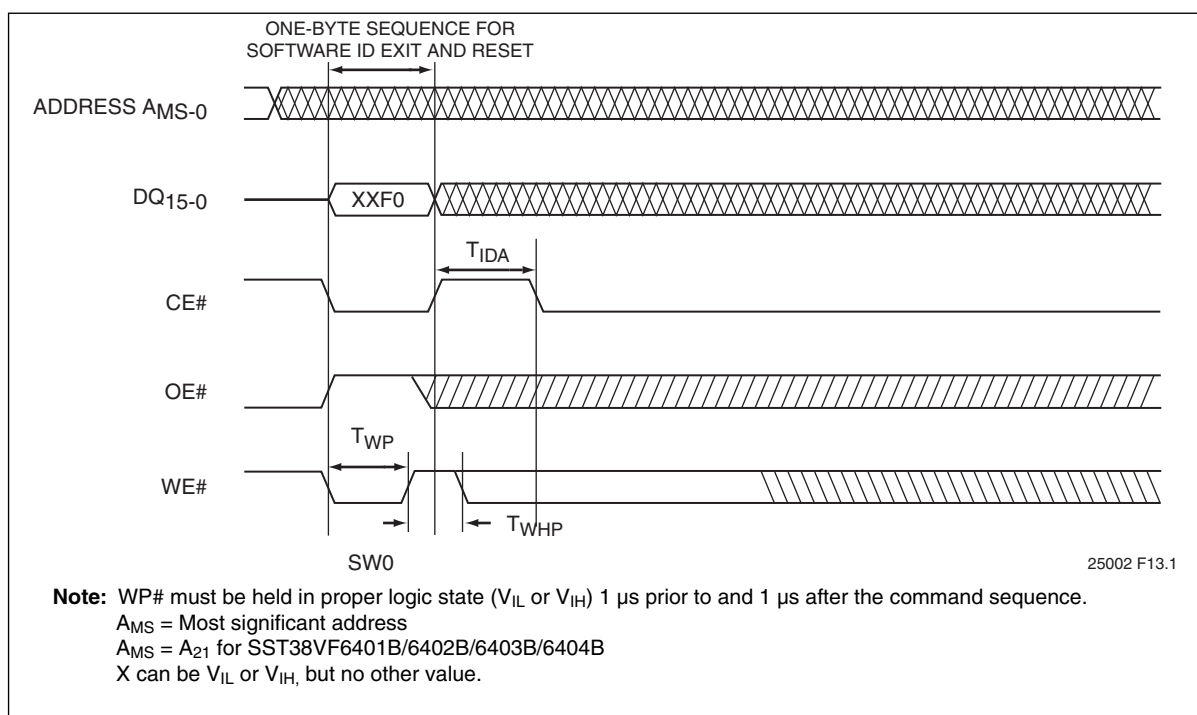 ONE-BYTE SEQUENCE FOR
SOFTWARE ID EXIT AND RESET
ADDRESS AMS-0
DQ15-0
XXF0
TIDA
CE#
OE#
TWP
WE#
TWHP
SW0
25002 F13.1
Note: WP# must be held in proper logic state (VIL or VIH) 1 µs prior to and 1 µs after the command sequence.
AMS = Most significant address
AMS = A21 for SST38VF6401B/6402B/6403B/6404B
X can be VIL or VIH, but no other value.